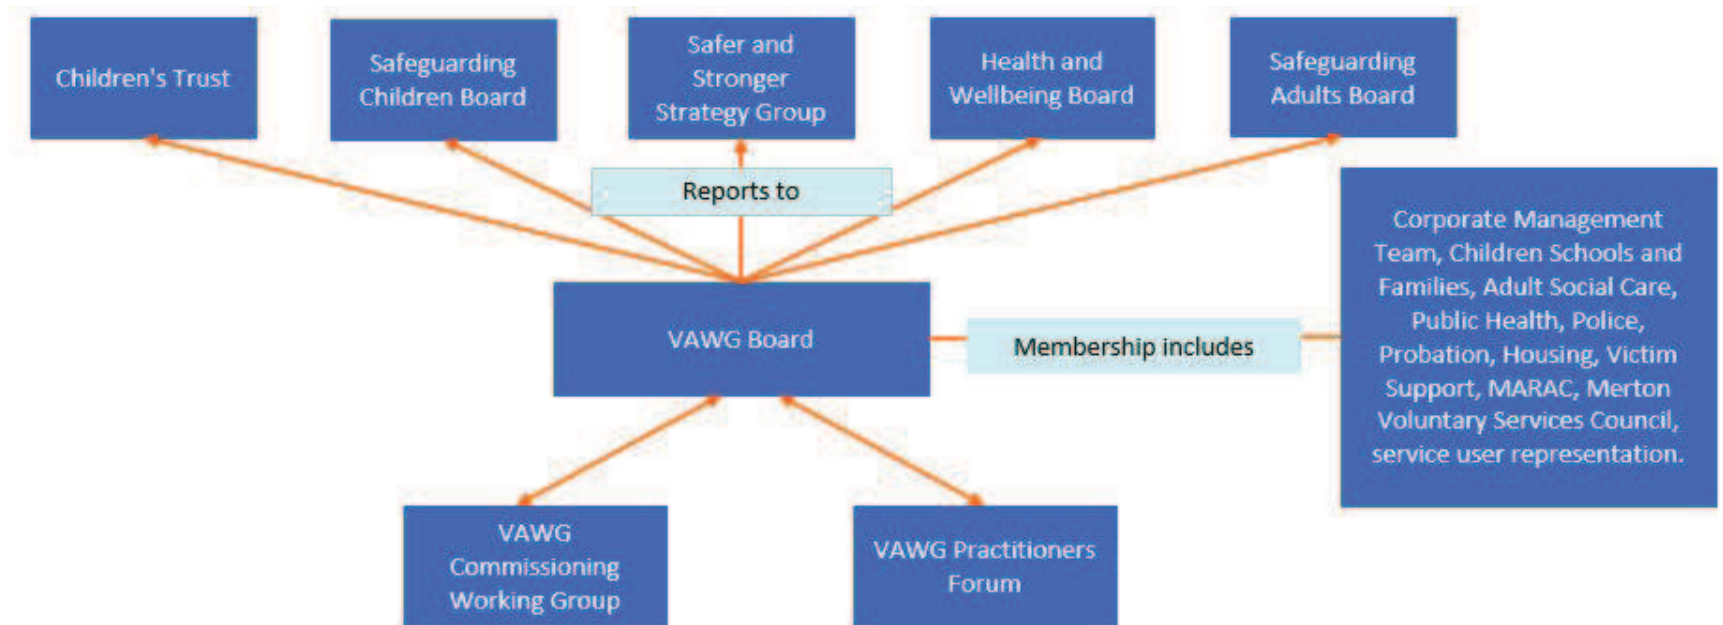 Children's Trust
Safeguarding
Children Board
Safer and
Stronger
Strategy Group
Health and
Wellbeing Board
Safeguarding
Adults Board
Reports to
Corporate Management
Team, Children Schools and
Families, Adult Social Care,
Public Health, Police,
Probation, Housing, Victim
Support, MARAC, Merton
Voluntary Services Council,
service user representation.
VAWG Board
Membership includes
VAWG
Commissioning
Working Group
VAWG Practitioners
Forum